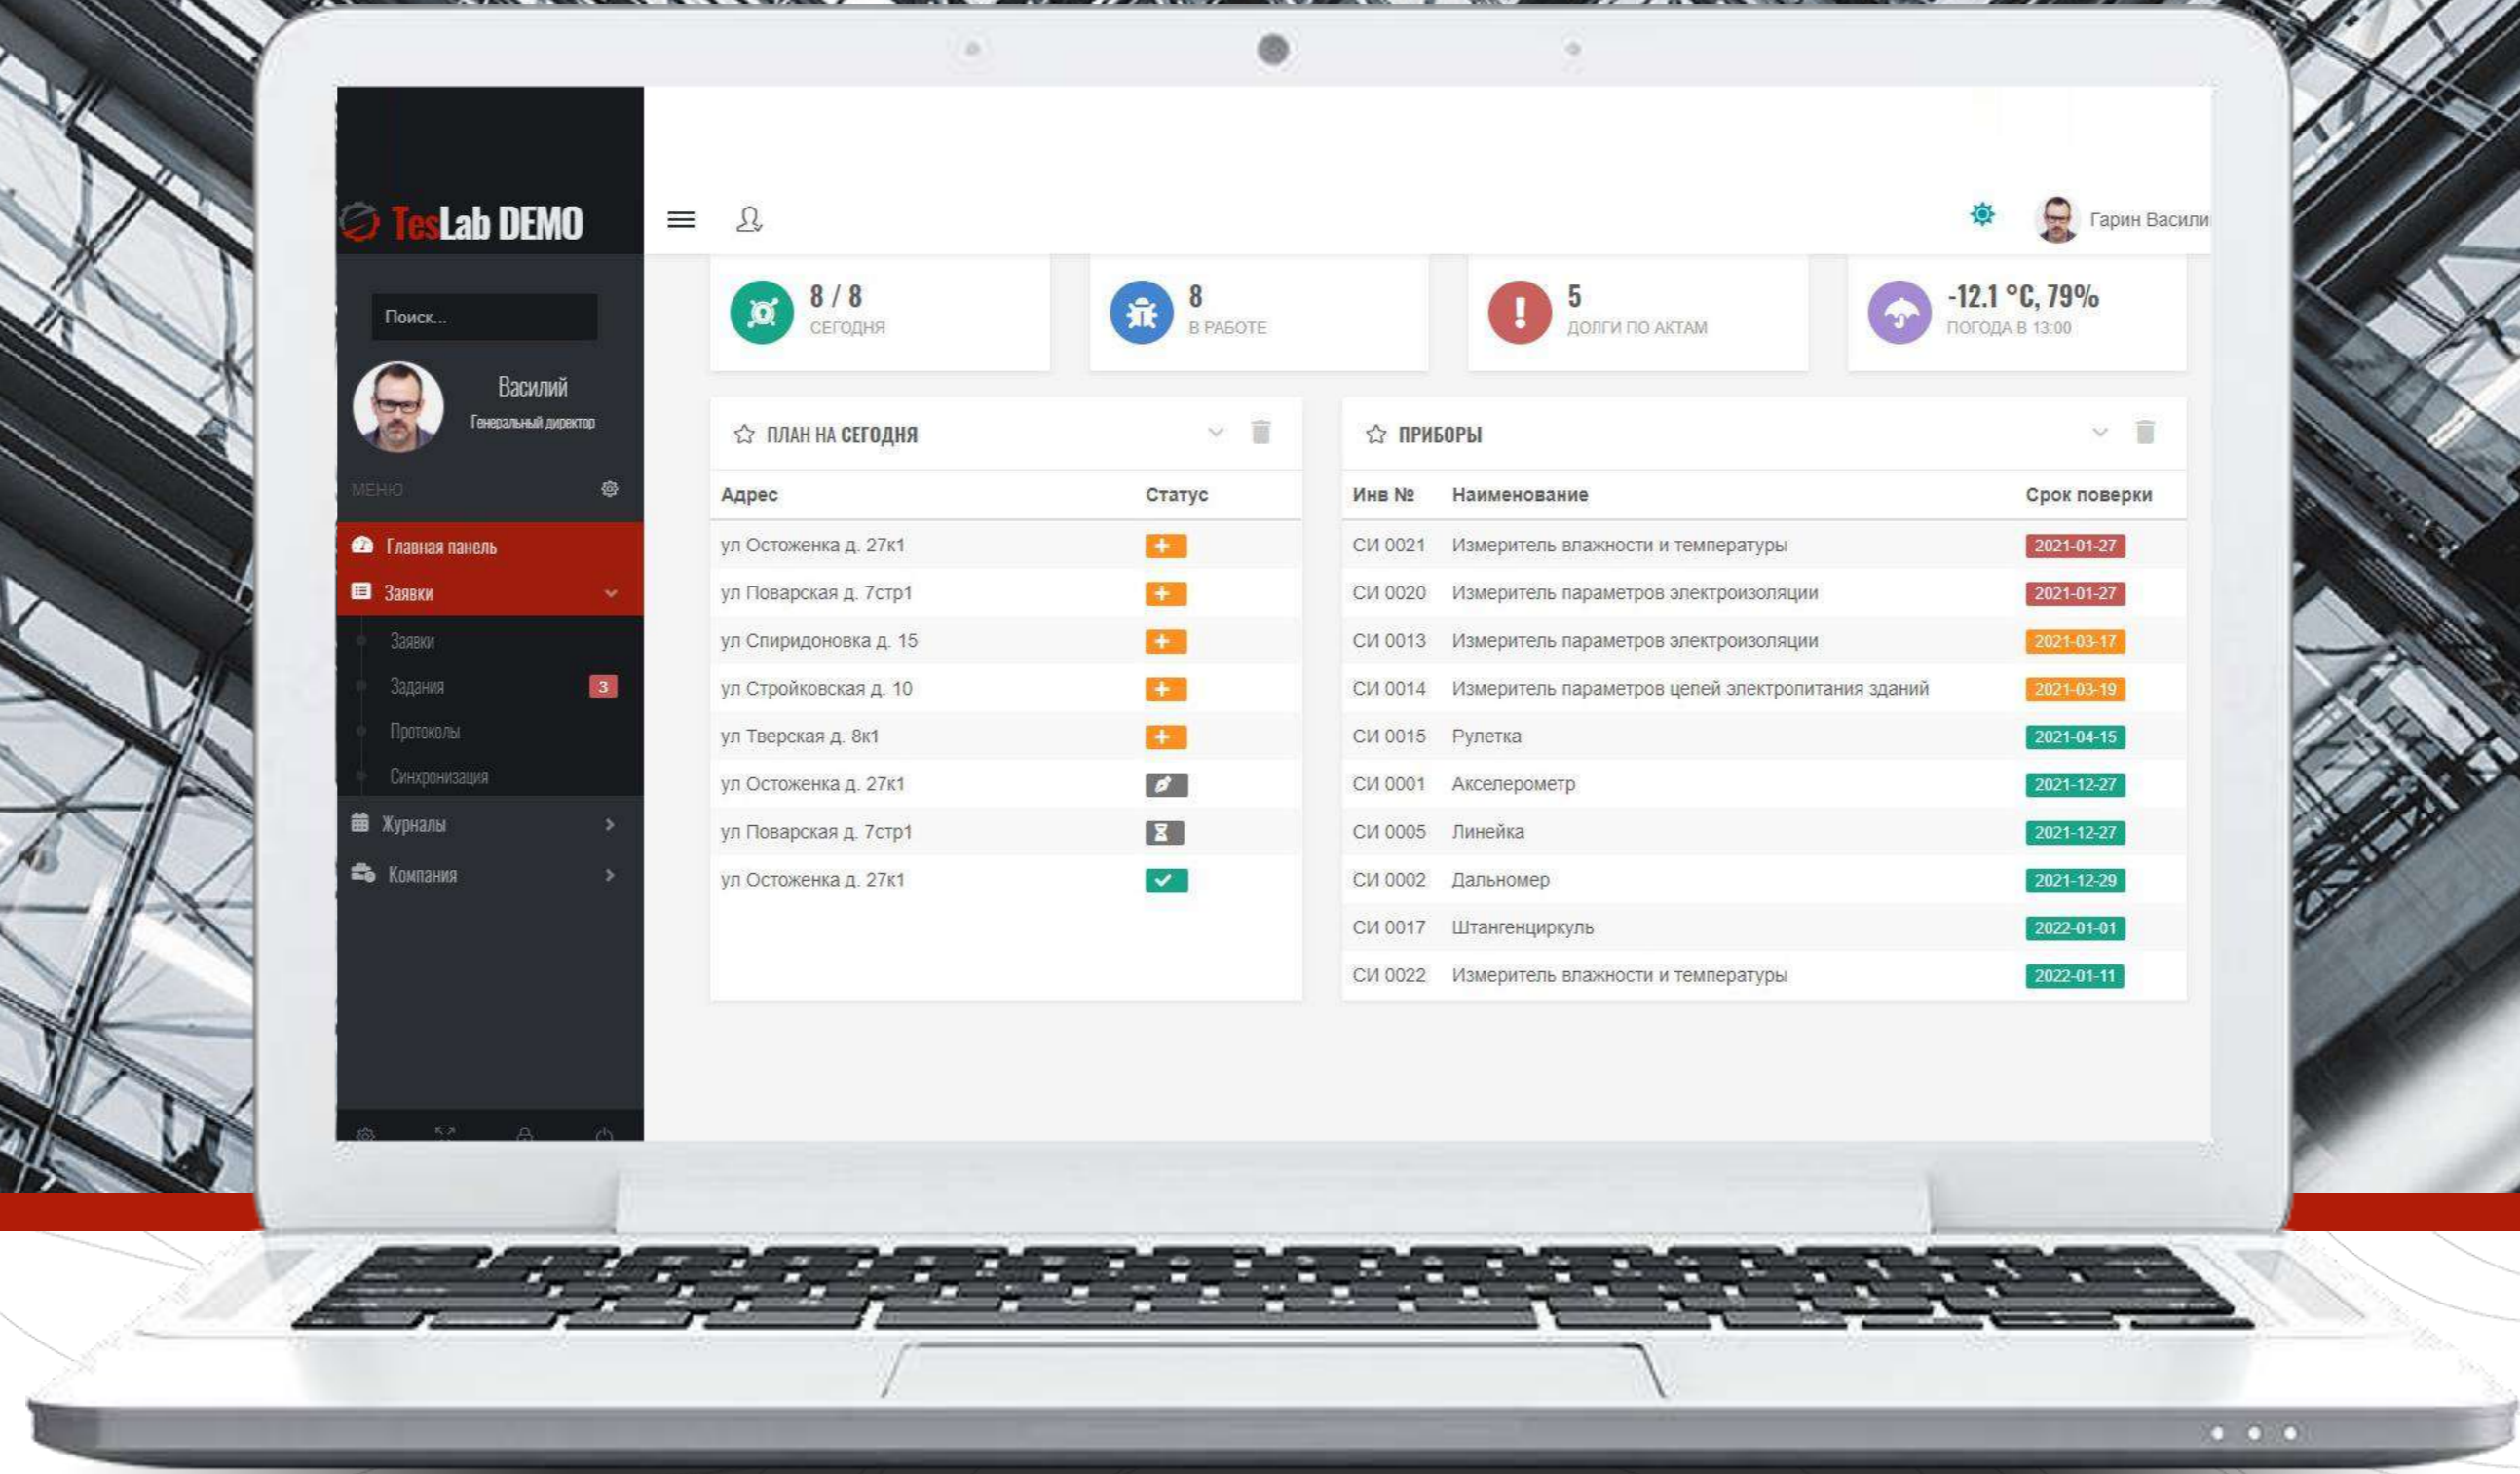 TesLab DEMO
Гарин Васили
Поиск...
Василий
Генеральный директор
МЕНЮ
Главная панель
Заявки
Заявки
Задания 3
Протоколы
Синхронизация
Журналы
Компания
8 / 8
СЕГОДНЯ
8
В РАБОТЕ
5
ДОЛГИ ПО АКТАМ
-12.1 °C, 79%
ПОГОДА В 13:00
ПЛАН НА СЕГОДНЯ
Адрес Статус
ул Остоженка д. 27к1
ул Поварская д. 7стр1
ул Спиридоновка д. 15
ул Стройковская д. 10
ул Тверская д. 8к1
ул Остоженка д. 27к1
ул Поварская д. 7стр1
ул Остоженка д. 27к1
ПРИБОРЫ
Инв № Наименование Срок поверки
СИ 0021 Измеритель влажности и температуры 2021-01-27
СИ 0020 Измеритель параметров электроизоляции 2021-01-27
СИ 0013 Измеритель параметров электроизоляции 2021-03-17
СИ 0014 Измеритель параметров цепей электропитания зданий 2021-03-19
СИ 0015 Рулетка 2021-04-15
СИ 0001 Акселерометр 2021-12-27
СИ 0005 Линейка 2021-12-27
СИ 0002 Дальномер 2021-12-29
СИ 0017 Штангенциркуль 2022-01-01
СИ 0022 Измеритель влажности и температуры 2022-01-11